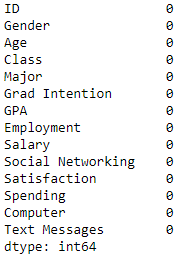 ID 0
Gender 0
Age 0
Class 0
Major 0
Grad Intention 0
GPA 0
Employment 0
Salary 0
Social Networking 0
Satisfaction 0
Spending 0
Computer 0
Text Messages 0
dtype: int64